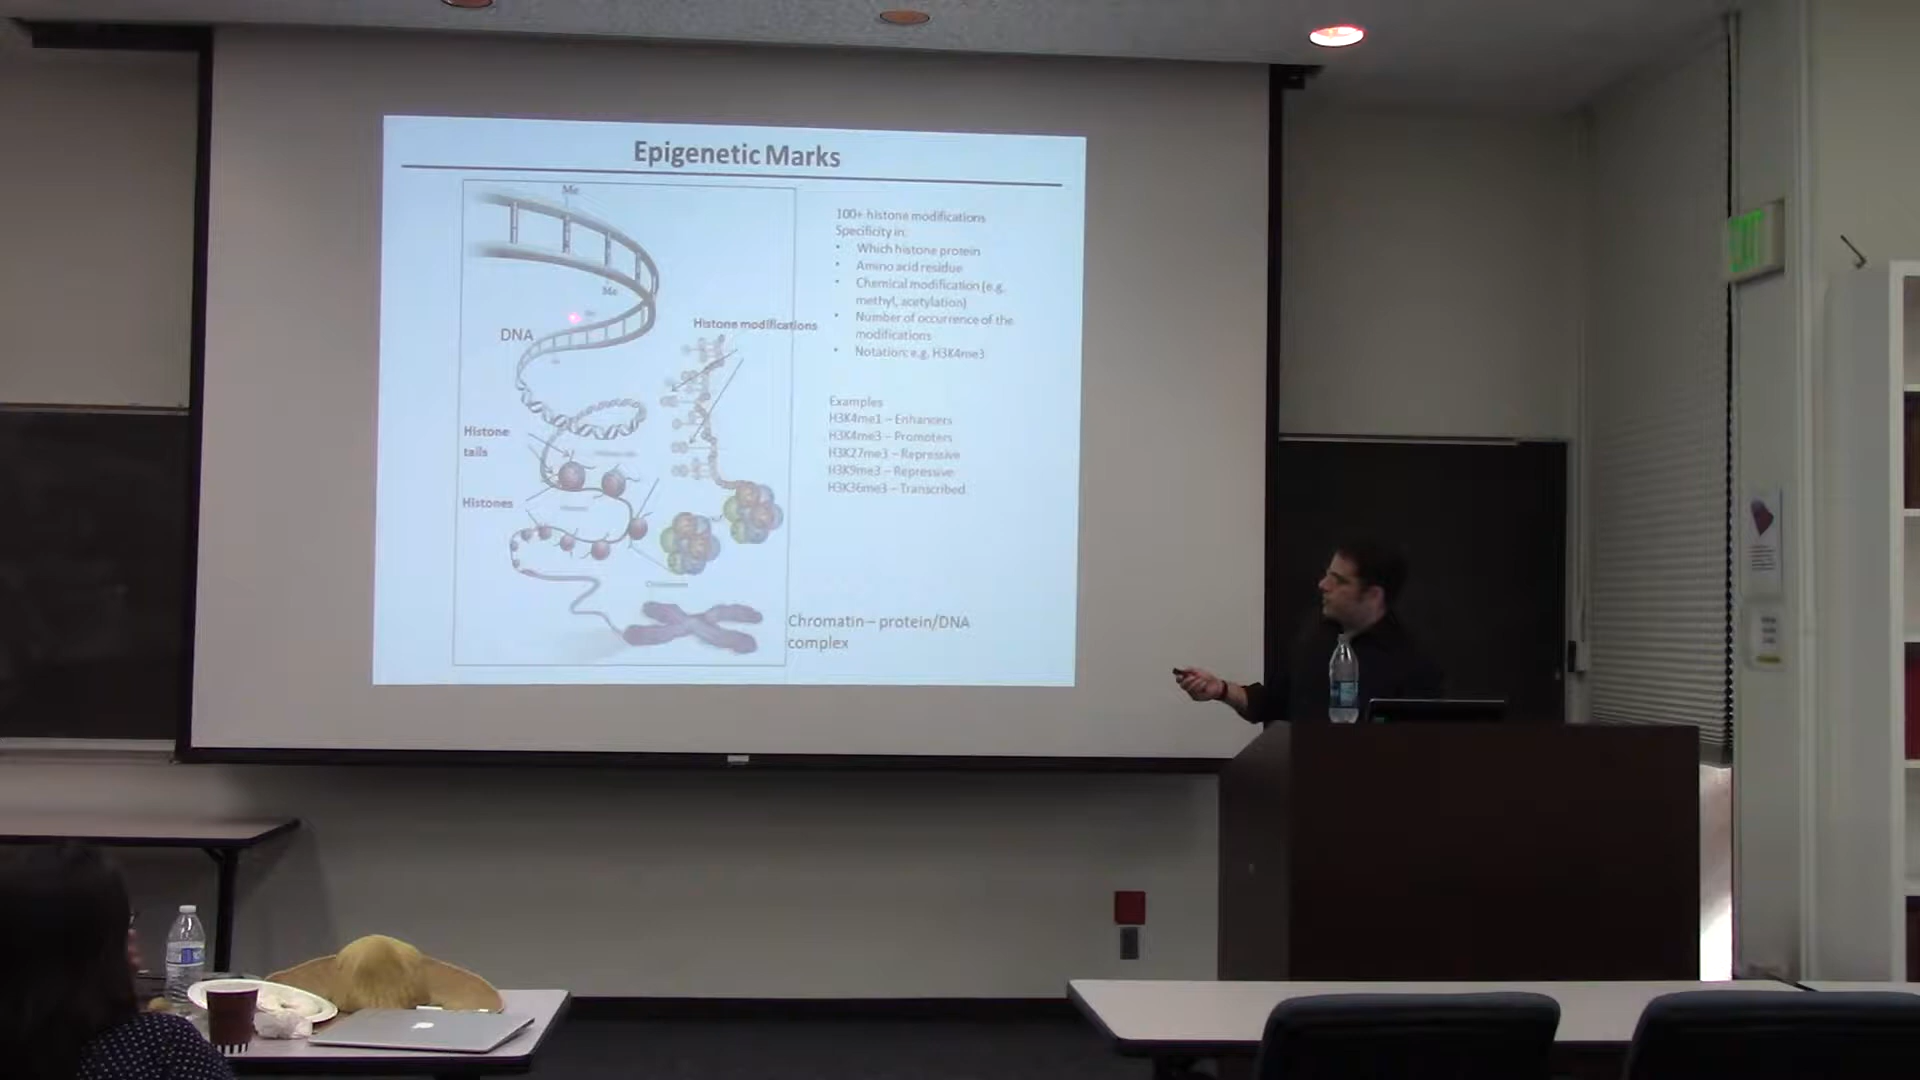 Epigenetic Marks
Me
Me
DNA
Histone modifications
Histone
tails
Histones
Chromatin – protein/DNA
complex
100+ histone modifications
Specificity in:
• Which histone protein
• Amino acid residue
• Chemical modification (e.g.
methyl, acetylation)
• Number of occurrence of the
modifications
• Notation: e.g. H3K4me3
Examples
H3K4me1 – Enhancers
H3K4me3 – Promoters
H3K27me3 – Repressive
H3K9me3 – Repressive
H3K36me3 – Transcribed
EXIT